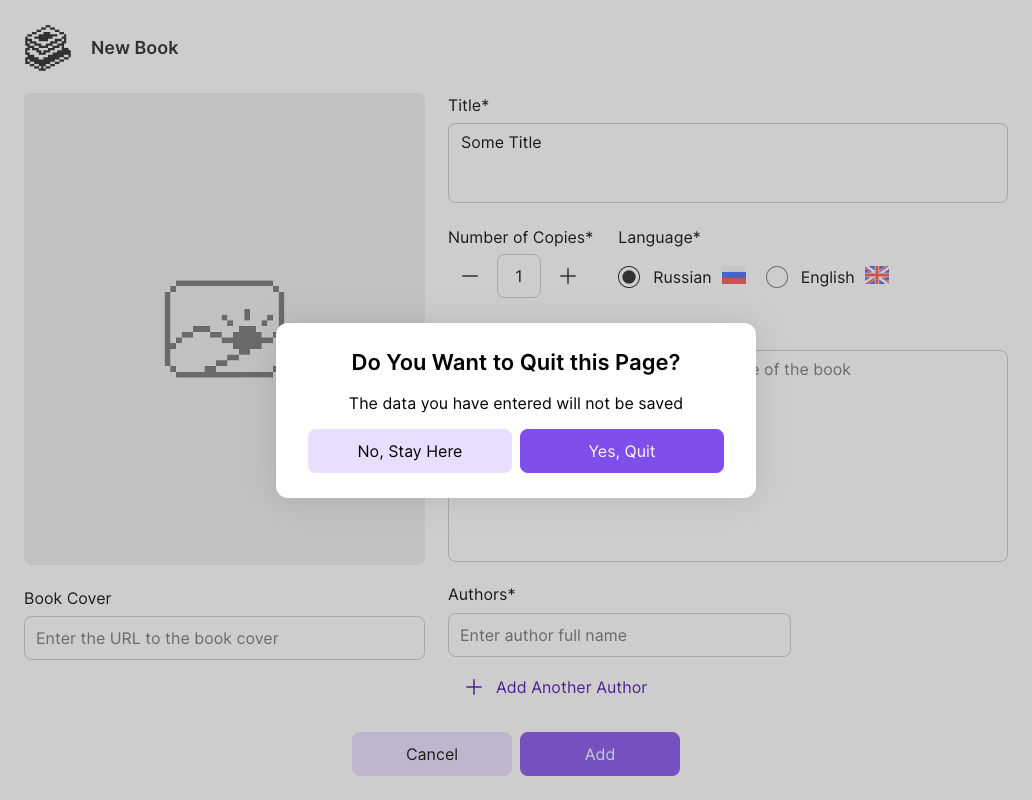 New Book
Title*
Some Title
Number of Copies*
Language*
1
Russian
English
of the book
Do You Want to Quit this Page?
The data you have entered will not be saved
No, Stay Here
Yes, Quit
Book Cover
Enter the URL to the book cover
Authors*
Enter author full name
Add Another Author
Cancel
Add